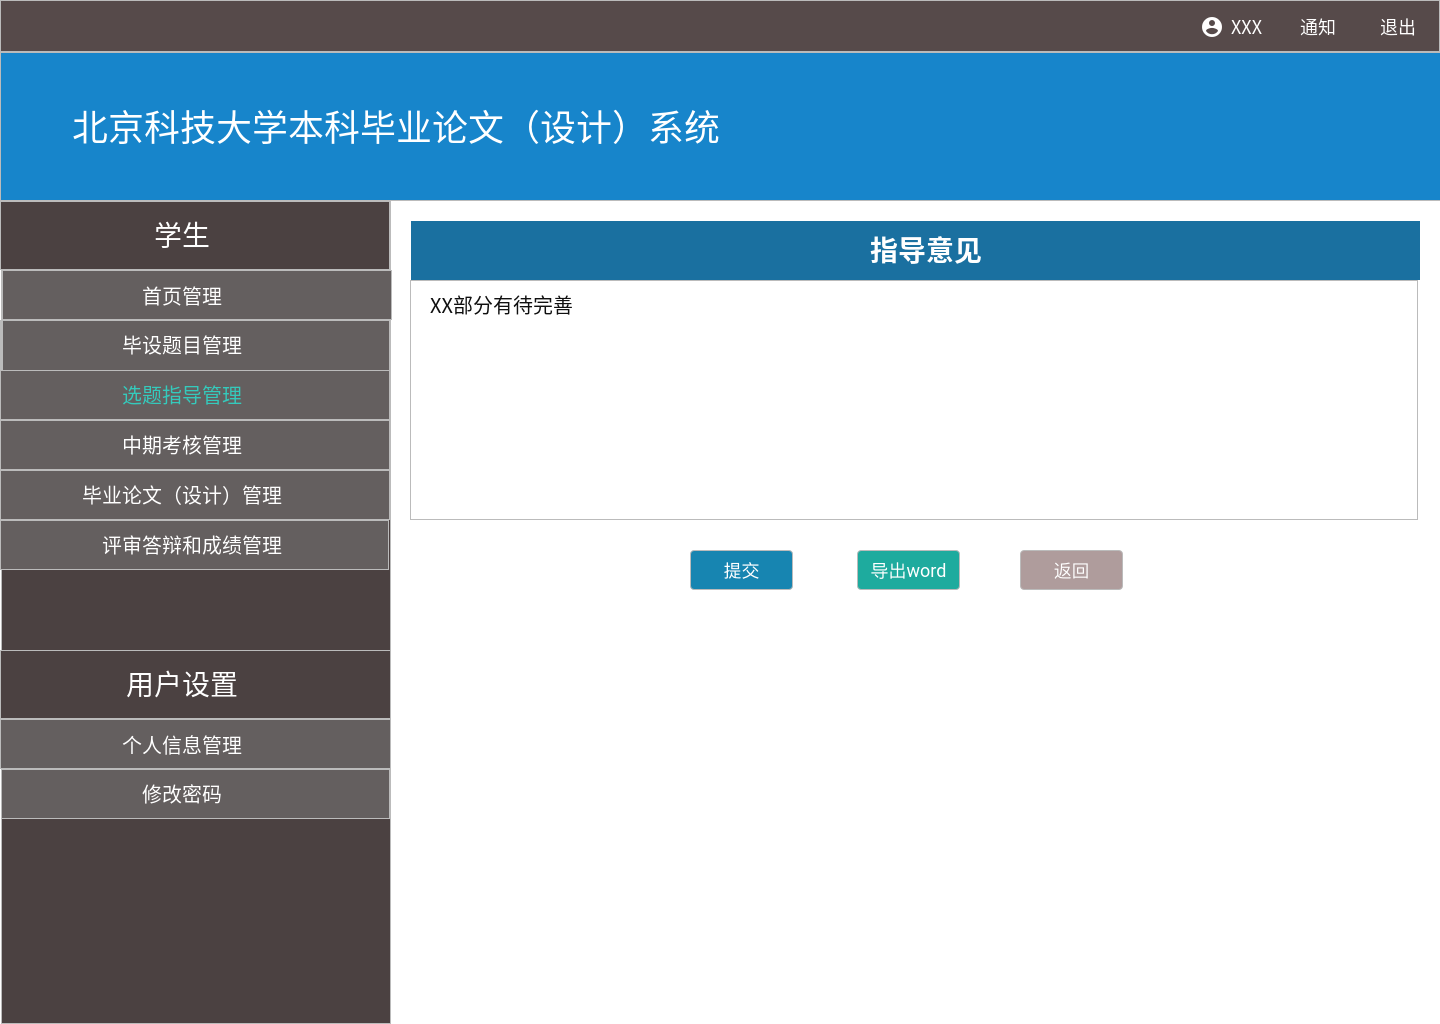 XXX 通知 退出
北京科技大学本科毕业论文（设计）系统
学生
首页管理
毕设题目管理
选题指导管理
中期考核管理
毕业论文（设计）管理
评审答辩和成绩管理
用户设置
个人信息管理
修改密码
指导意见
XX部分有待完善
提交 导出word 返回